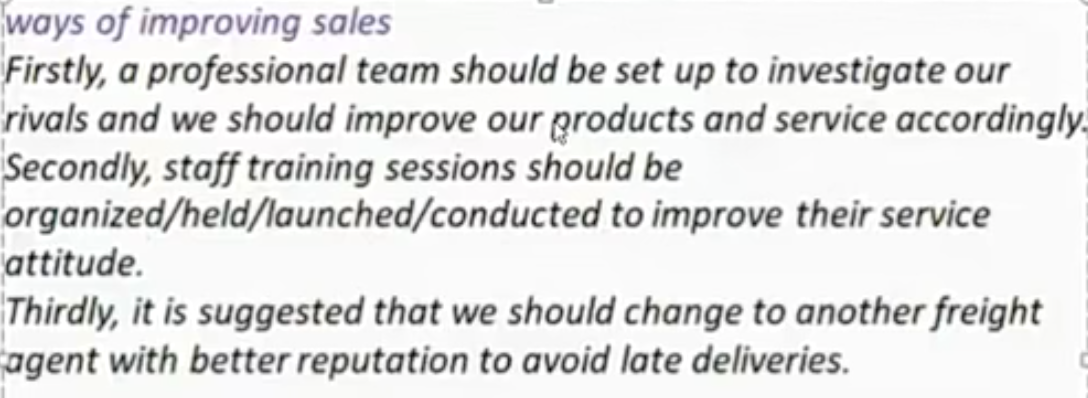 ways of improving sales
Firstly, a professional team should be set up to investigate our
rivals and we should improve our products and service accordingly.
Secondly, staff training sessions should be
organized/held/launched/conducted to improve their service
attitude.
Thirdly, it is suggested that we should change to another freight
agent with better reputation to avoid late deliveries.